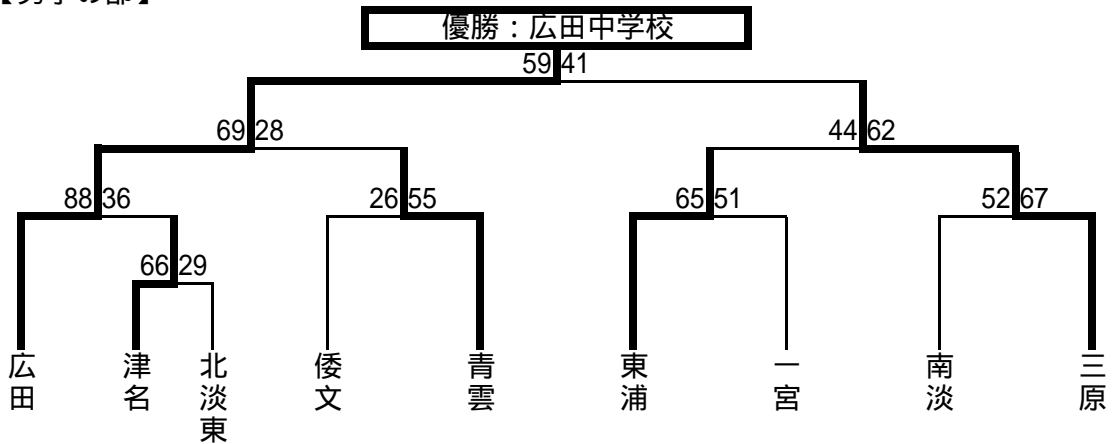 【男子の部】
優勝：広田中学校
59 41
69 28
44 62
88 36
26 55
65 51
52 67
66 29
広田
津名
北淡東
倭文
青雲
東浦
一宮
南淡
三原